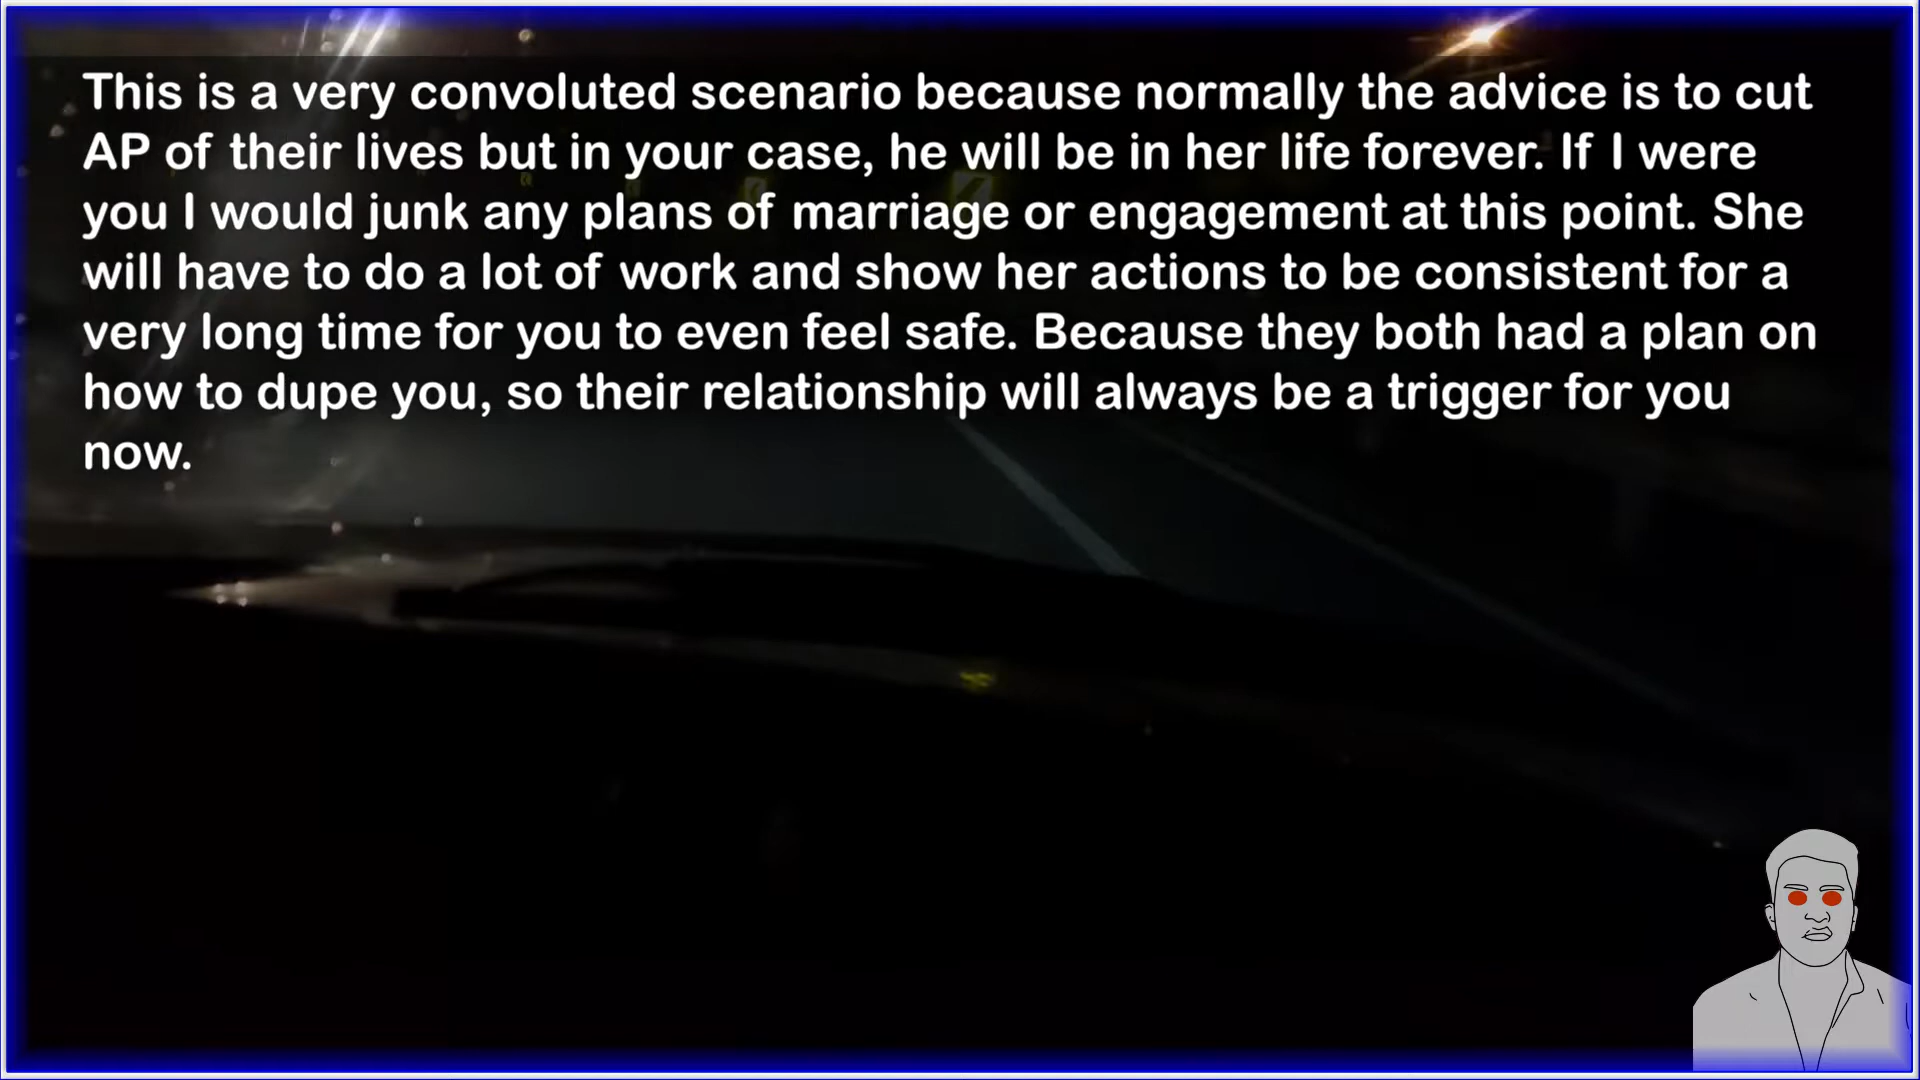 This is a very convoluted scenario because normally the advice is to cut
AP of their lives but in your case, he will be in her life forever. If I were
you I would junk any plans of marriage or engagement at this point. She
will have to do a lot of work and show her actions to be consistent for a
very long time for you to even feel safe. Because they both had a plan on
how to dupe you, so their relationship will always be a trigger for you
now.